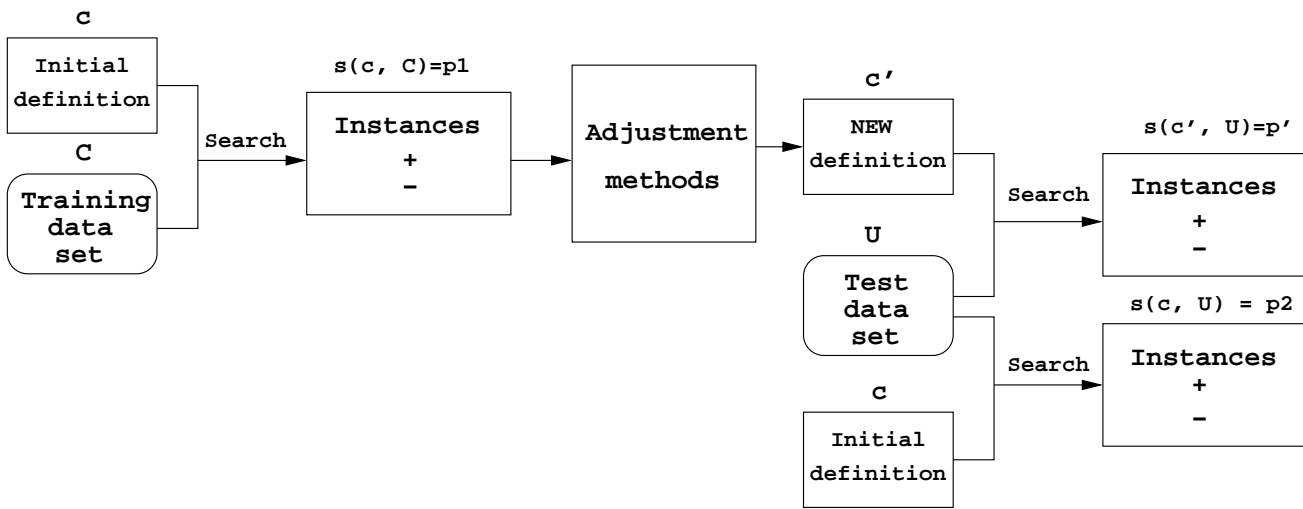 c
Initial
definition
C
Training
data
set
Search
s(c, C)=p1
Instances
+
−
Adjustment
methods
c′
NEW
definition
U
Test
data
set
c
Initial
definition
Search
s(c′, U)=p′
Instances
+
−
Search
s(c, U) = p2
Instances
+
−